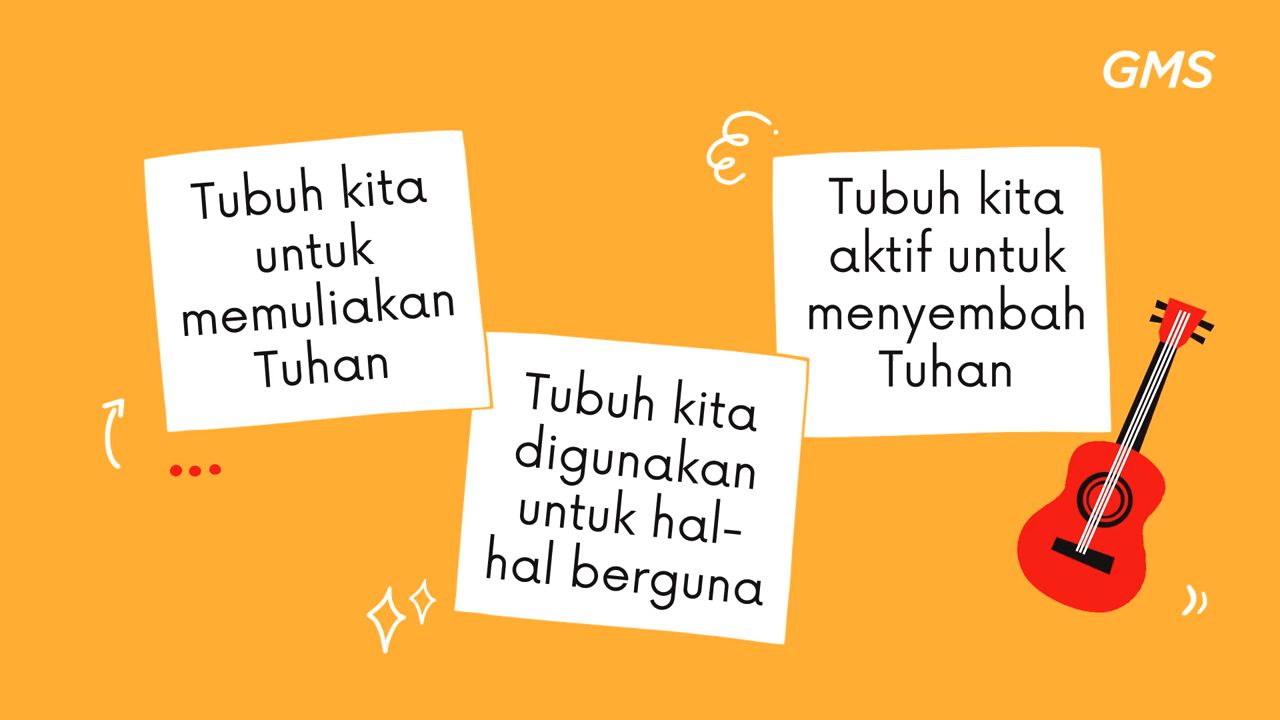 GMS
Tubuh kita
untuk
memuliakan
Tuhan
Tubuh kita
digunakan
untuk hal-
hal berguna
Tubuh kita
aktif untuk
menyembah
Tuhan